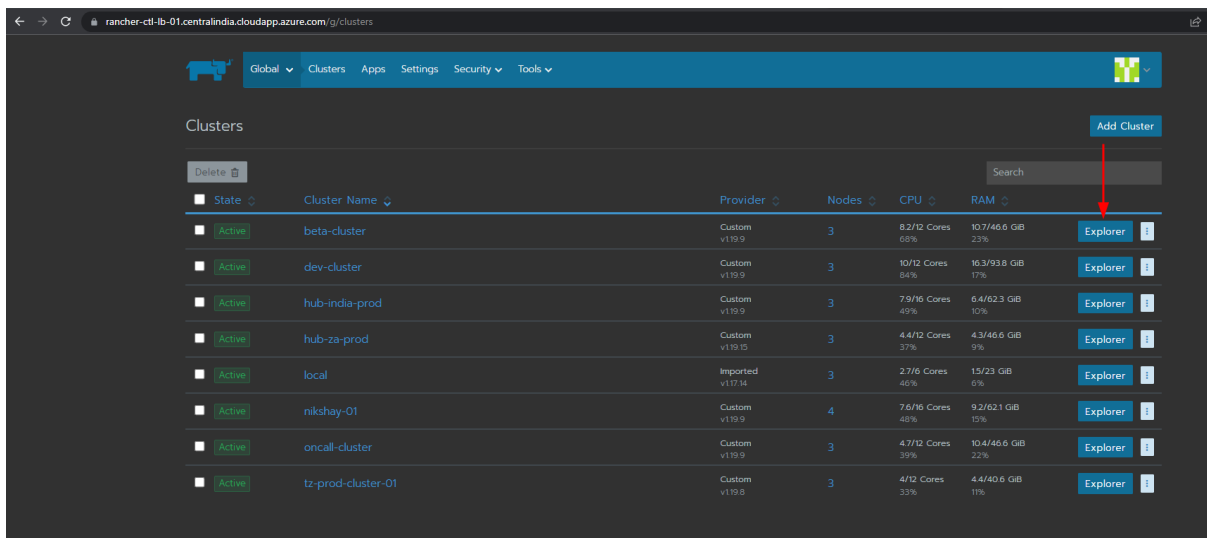 rancher-ctl-lb-01.centralindia.cloudapp.azure.com/g/clusters
Global Clusters Apps Settings Security Tools
Clusters
Add Cluster
Delete
Search
State Cluster Name Provider Nodes CPU RAM
Active beta-cluster Custom 3 8.2/12 Cores 10.7/46.6 GiB Explorer
v1.19.9 68% 23%
Active dev-cluster Custom 3 10/12 Cores 16.3/93.8 GiB Explorer
v1.19.9 84% 17%
Active hub-india-prod Custom 3 7.9/16 Cores 6.4/62.3 GiB Explorer
v1.19.9 49% 10%
Active hub-za-prod Custom 3 4.4/12 Cores 4.3/46.6 GiB Explorer
v1.19.15 37% 9%
Active local Imported 3 2.7/6 Cores 1.5/23 GiB Explorer
v1.17.14 46% 6%
Active nikshay-01 Custom 4 7.6/16 Cores 9.2/62.1 GiB Explorer
v1.19.9 48% 15%
Active oncall-cluster Custom 3 4.7/12 Cores 10.4/46.6 GiB Explorer
v1.19.9 39% 22%
Active tz-prod-cluster-01 Custom 3 4/12 Cores 4.4/40.6 GiB Explorer
v1.19.8 33% 11%